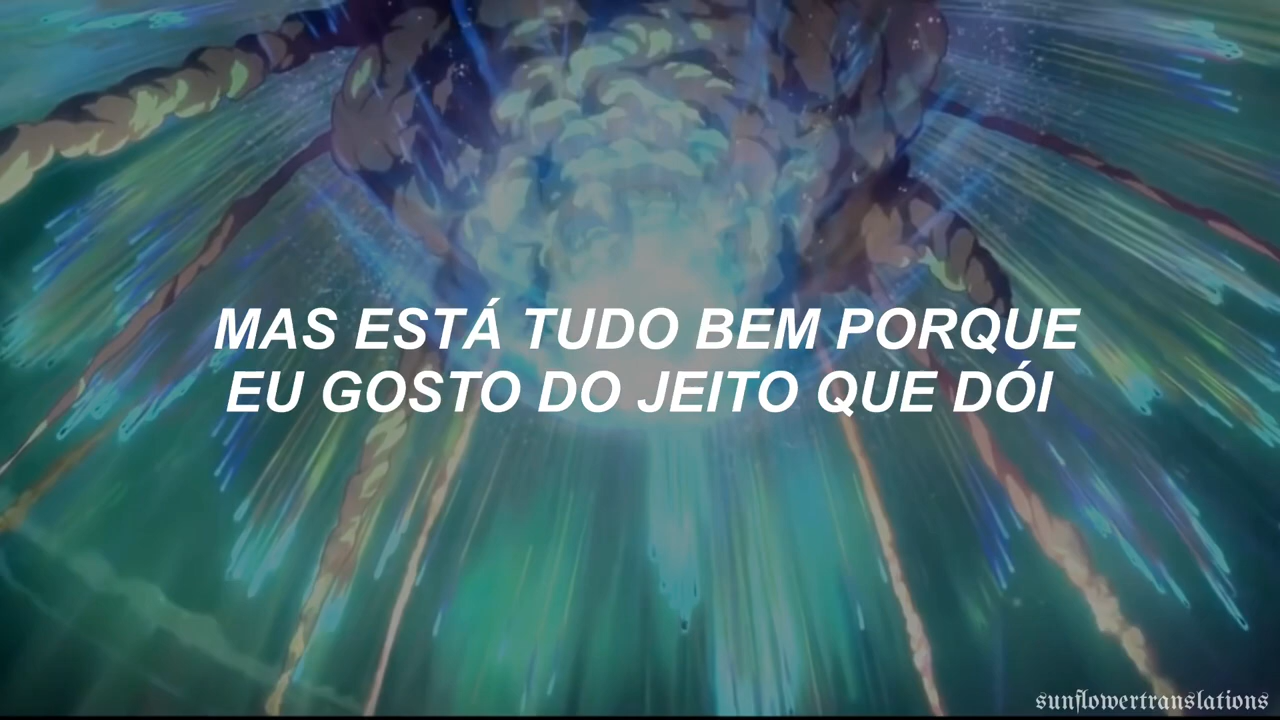 MAS ESTÁ TUDO BEM PORQUE
EU GOSTO DO JEITO QUE DÓI
sunflowertranslations